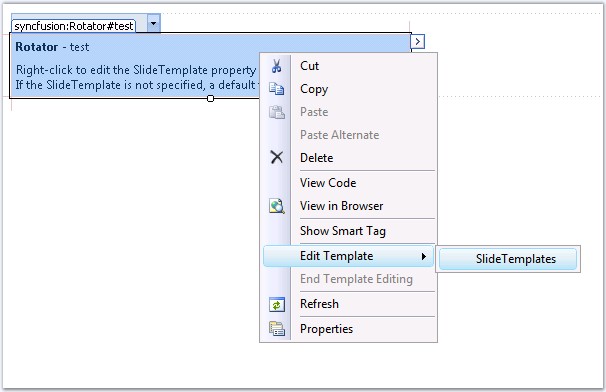 syncfusion:Rotator#test
Rotator - test
Right-click to edit the SlideTemplate property
If the SlideTemplate is not specified, a default
Cut
Copy
Paste
Paste Alternate
Delete
View Code
View in Browser
Show Smart Tag
Edit Template
SlideTemplates
End Template Editing
Refresh
Properties